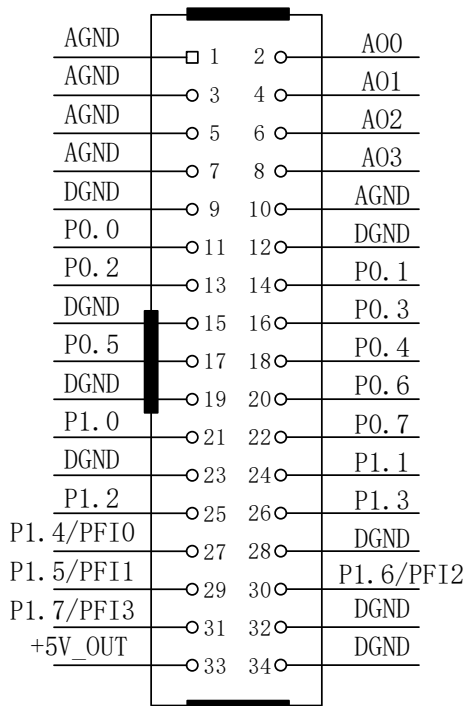 AGND 1 2 AO0
AGND 3 4 AO1
AGND 5 6 AO2
AGND 7 8 AO3
DGND 9 10 AGND
P0.0 11 12 DGND
P0.2 13 14 P0.1
DGND 15 16 P0.3
P0.5 17 18 P0.4
DGND 19 20 P0.6
P1.0 21 22 P0.7
DGND 23 24 P1.1
P1.2 25 26 P1.3
P1.4/PFI0 27 28 DGND
P1.5/PFI1 29 30 P1.6/PFI2
P1.7/PFI3 31 32 DGND
+5V_OUT 33 34 DGND